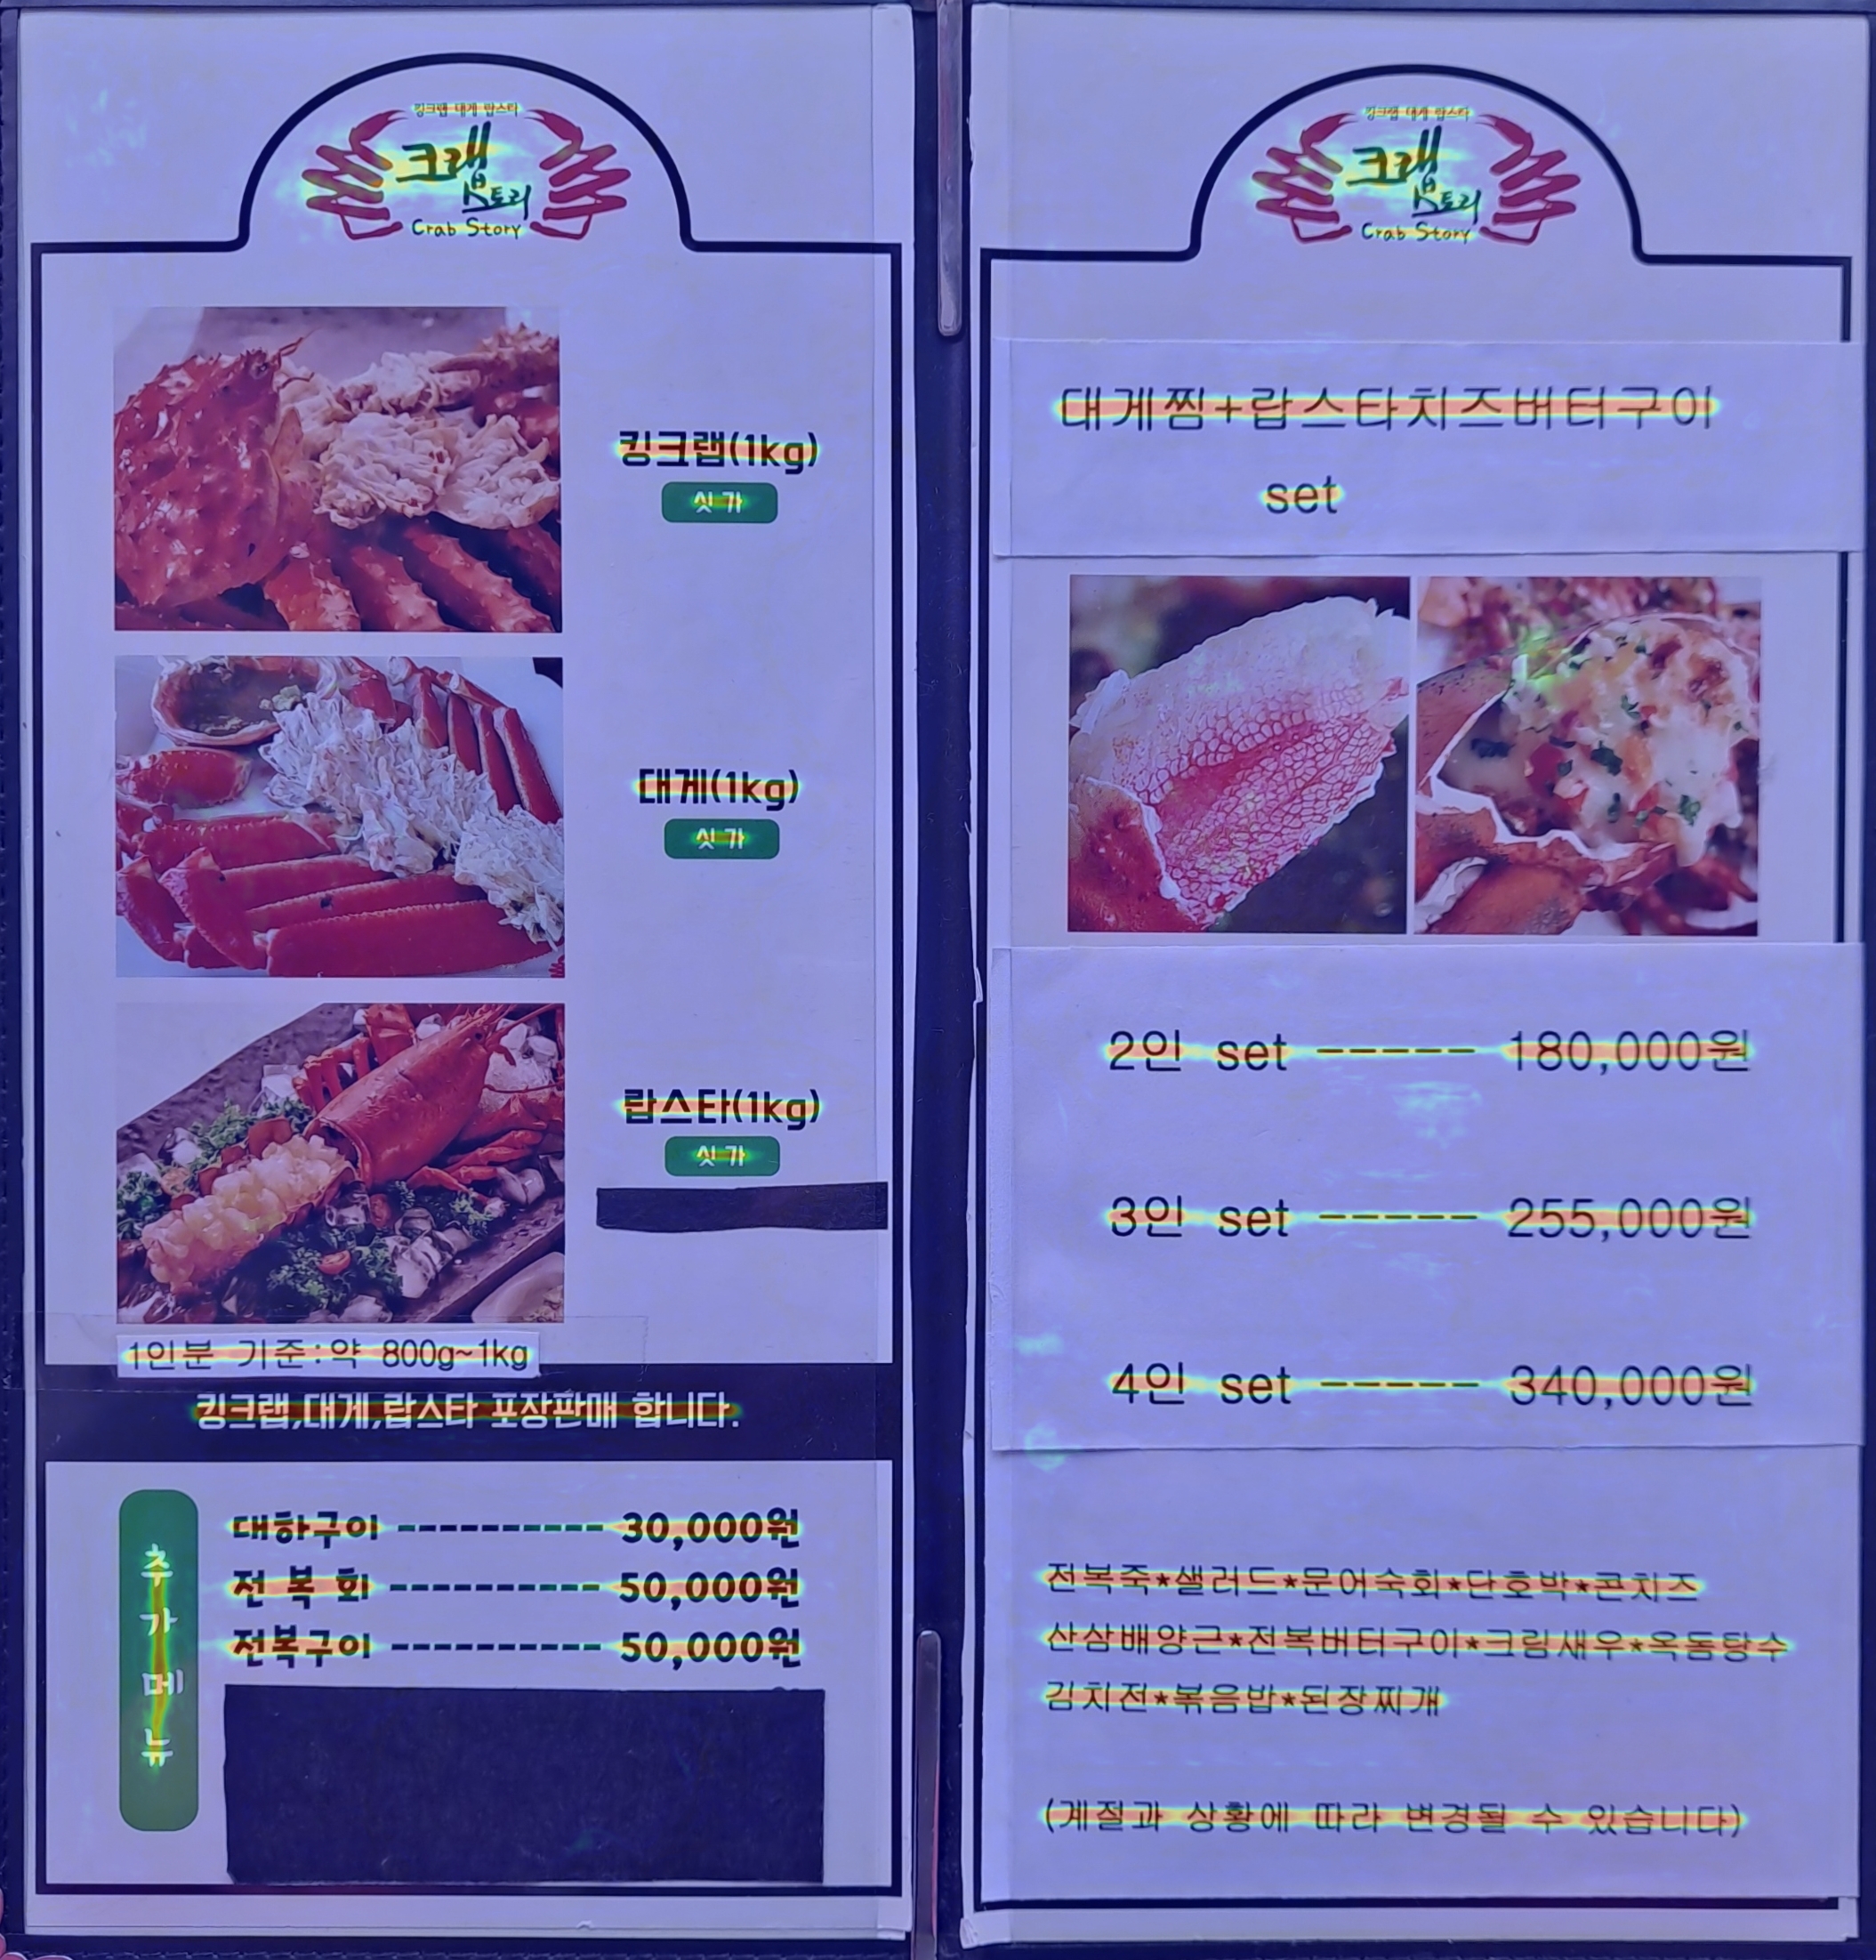 킹크랩 대게 랍스타
크랩
스토리
Crab Story
킹크랩(1kg)
싯가
대게(1kg)
싯가
랍스타(1kg)
싯가
1인분 기준:약 800g~1kg
킹크랩,대게,랍스타 포장판매 합니다.
추가메뉴
대하구이 ---------- 30,000원
전 복 회 ---------- 50,000원
전복구이 ---------- 50,000원
킹크랩 대게 랍스타
크랩
스토리
Crab Story
대게찜+랍스타치즈버터구이
set
2인 set ----- 180,000원
3인 set ----- 255,000원
4인 set ----- 340,000원
전복죽*샐러드*문어숙회*단호박*콘치즈
산삼배양근*전복버터구이*크림새우*옥돔탕수
김치전*볶음밥*된장찌개
(계절과 상황에 따라 변경될 수 있습니다)